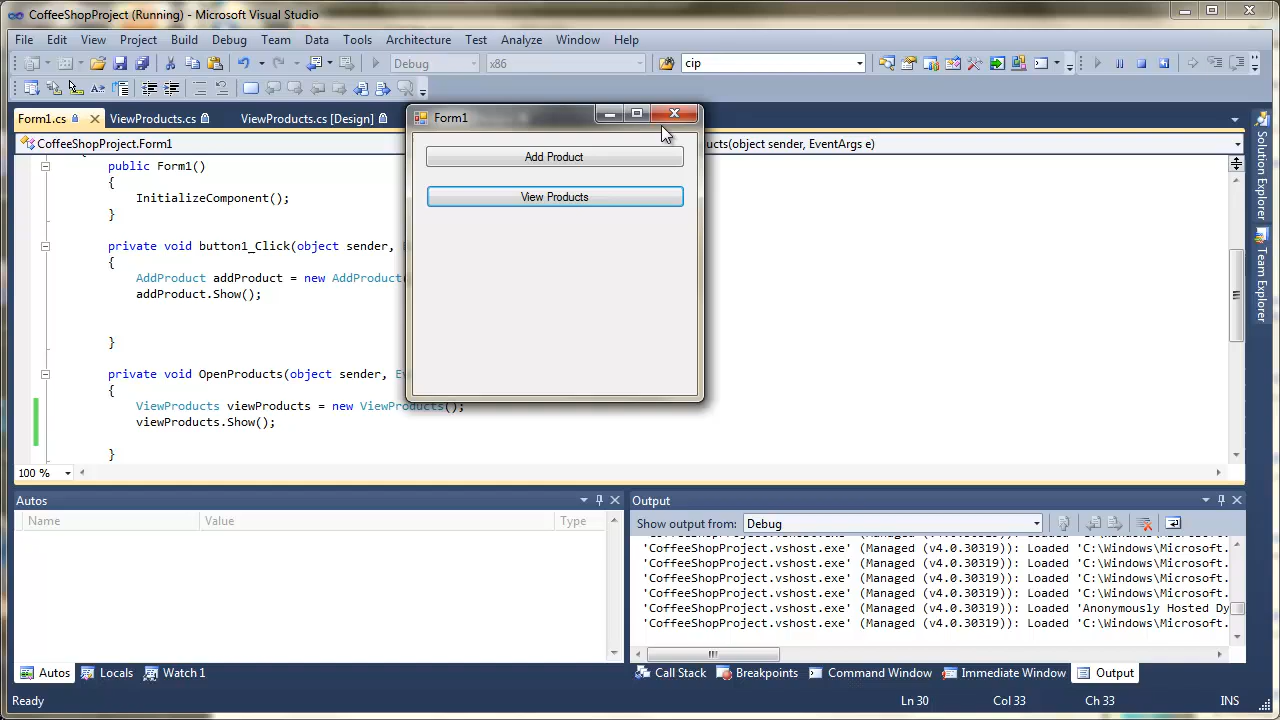 CoffeeShopProject (Running) - Microsoft Visual Studio
File Edit View Project Build Debug Team Data Tools Architecture Test Analyze Window Help
Debug x86 cip
Form1.cs ViewProducts.cs ViewProducts.cs [Design]
CoffeeShopProject.Form1
ducts(object sender, EventArgs e)
public Form1()
{
InitializeComponent();
}
private void button1_Click(object sender,
{
AddProduct addProduct = new AddProduct
addProduct.Show();
}
private void OpenProducts(object sender,
{
ViewProducts viewProducts = new ViewProducts();
viewProducts.Show();
}
100 %
Form1
Add Product
View Products
Solution Explorer
Team Explorer
Autos
Name Value Type
Output
Show output from: Debug
'CoffeeShopProject.vshost.exe' (Managed (v4.0.30319)): Loaded 'C:\Windows\Microsoft.
'CoffeeShopProject.vshost.exe' (Managed (v4.0.30319)): Loaded 'C:\Windows\Microsoft.
'CoffeeShopProject.vshost.exe' (Managed (v4.0.30319)): Loaded 'C:\Windows\Microsoft.
'CoffeeShopProject.vshost.exe' (Managed (v4.0.30319)): Loaded 'C:\Windows\Microsoft.
'CoffeeShopProject.vshost.exe' (Managed (v4.0.30319)): Loaded 'Anonymously Hosted Dy
'CoffeeShopProject.vshost.exe' (Managed (v4.0.30319)): Loaded 'C:\Windows\Microsoft.
Autos Locals Watch 1
Call Stack Breakpoints Command Window Immediate Window Output
Ready Ln 30 Col 33 Ch 33 INS